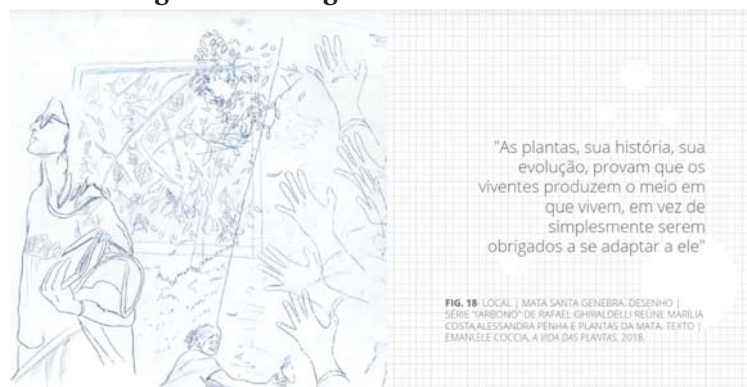 "As plantas, sua história, sua
evolução, provam que os
viventes produzem o meio em
que vivem, em vez de
simplesmente serem
obrigados a se adaptar a ele"
FIG. 18- LOCAL | MATA SANTA GENEBRA. DESENHO |
SÉRIE "(ARBONO" DE RAFAEL GHIRALDELLI REÚNE MARÍLIA
COSTA,ALESSANDRA PENHA E PLANTAS DA MATA. TEXTO |
EMANUELE COCCIA, A VIDA DAS PLANTAS, 2018.